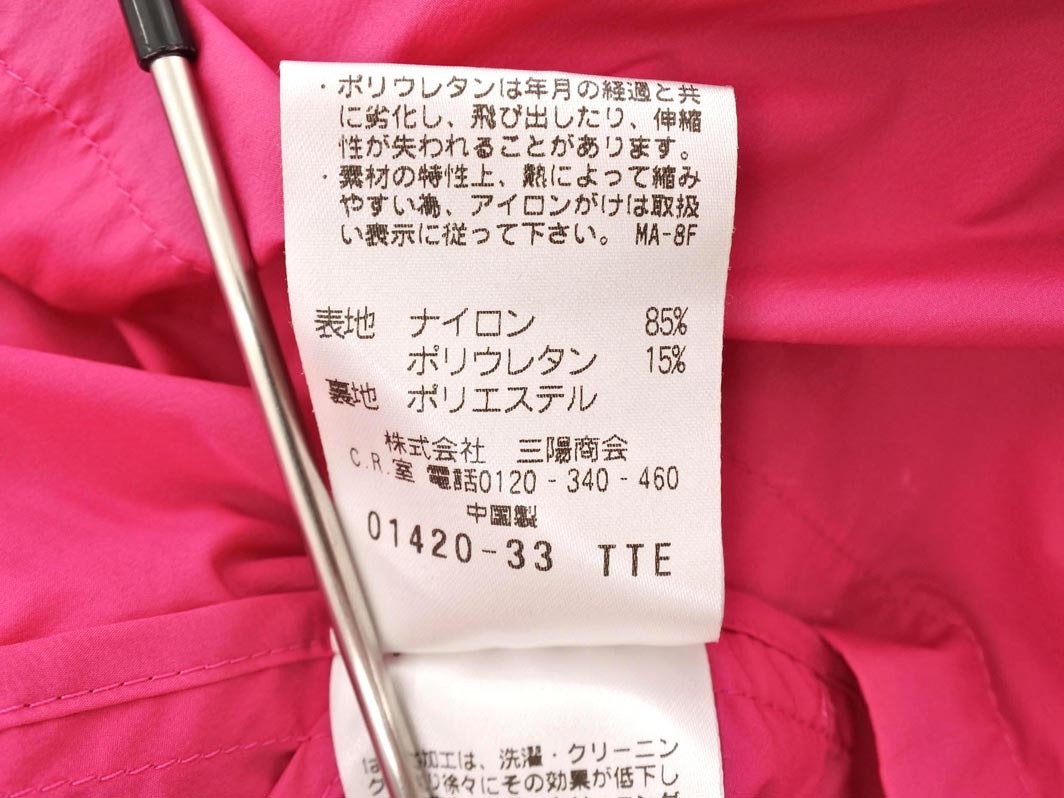 ・ポリウレタンは年月の経過と共
に劣化し、飛び出したり、伸縮
性が失われることがあります。
・素材の特性上、熱によって縮み
やすい為、アイロンがけは取扱
い表示に従って下さい。 MA-8F
表地 ナイロン 85%
ポリウレタン 15%
裏地 ポリエステル
株式会社 三陽商会
C.R.室 電話0120-340-460
中国製
01420-33 TTE
加工は、洗濯・クリーニン
り徐々にその効果が低下し